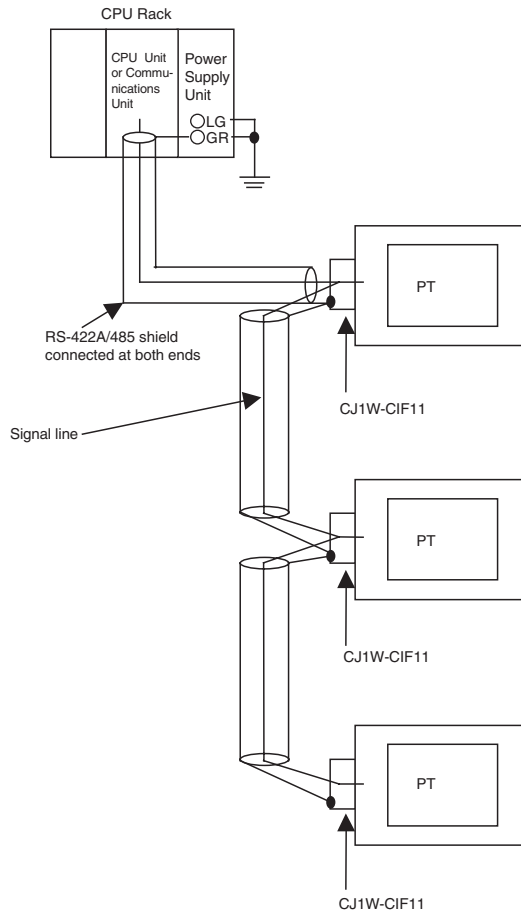 CPU Rack
CPU Unit
or Commu-
nications
Unit
Power
Supply
Unit
LG
GR
PT
RS-422A/485 shield
connected at both ends
CJ1W-CIF11
Signal line
PT
CJ1W-CIF11
PT
CJ1W-CIF11